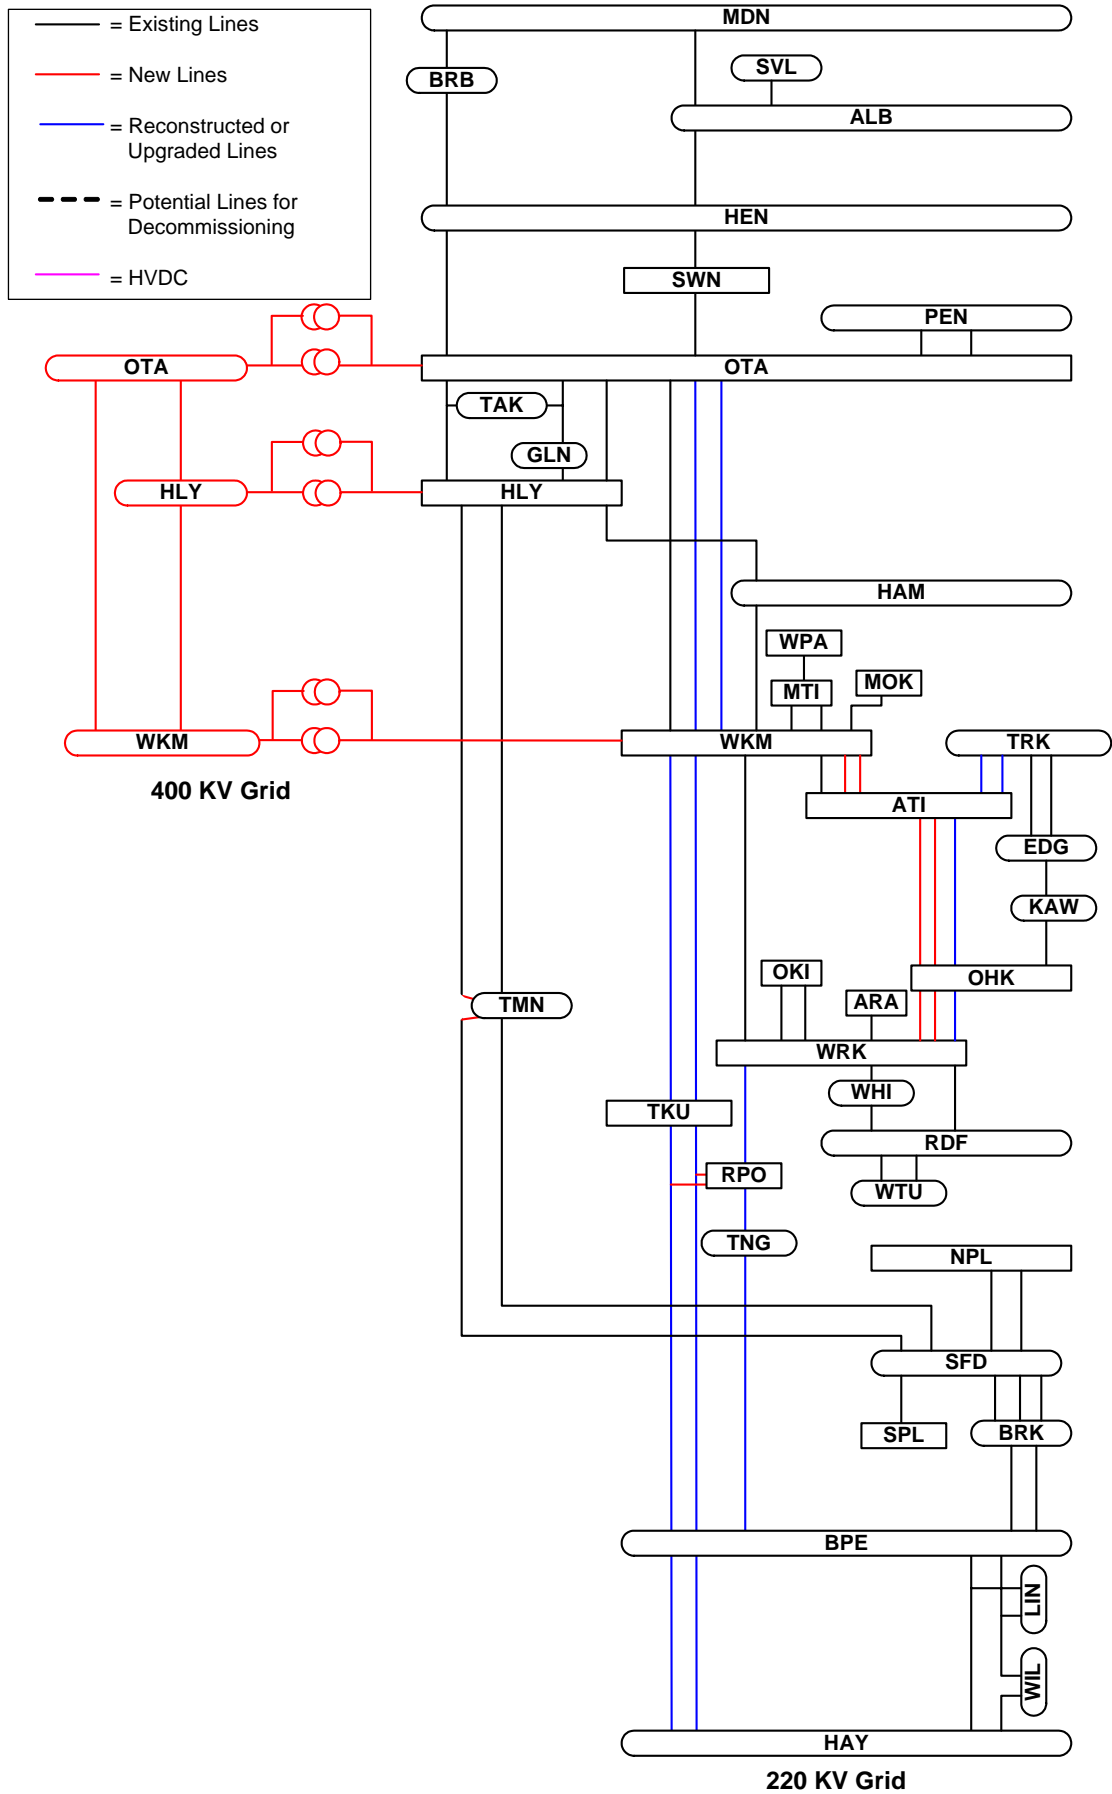 = Existing Lines
= New Lines
= Reconstructed or
Upgraded Lines
= Potential Lines for
Decommissioning
= HVDC
MDN
BRB
SVL
ALB
HEN
SWN
PEN
OTA
OTA
TAK
GLN
HLY
HLY
HAM
WPA
MTI
MOK
WKM
WKM
TRK
400 KV Grid
ATI
EDG
KAW
OKI
OHK
ARA
TMN
WRK
WHI
TKU
RDF
RPO
WTU
TNG
NPL
SFD
SPL
BRK
BPE
LIN
WIL
HAY
220 KV Grid